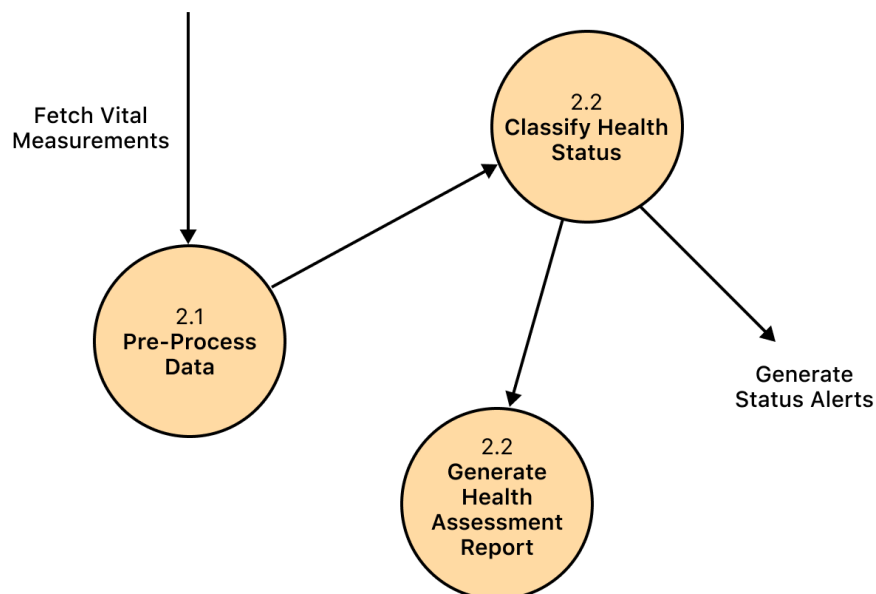 Fetch Vital
Measurements
2.2
Classify Health
Status
2.1
Pre-Process
Data
Generate
Status Alerts
2.2
Generate
Health
Assessment
Report